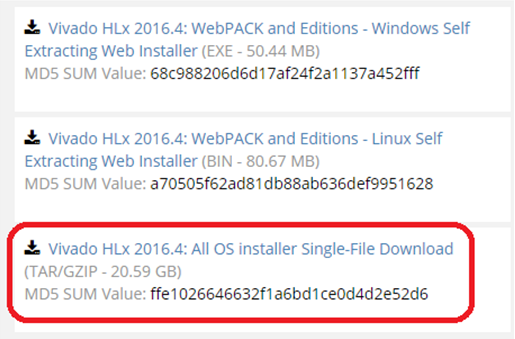 Vivado HLx 2016.4: WebPACK and Editions - Windows Self
Extracting Web Installer (EXE - 50.44 MB)
MD5 SUM Value: 68c988206d6d17af24f2a1137a452fff
Vivado HLx 2016.4: WebPACK and Editions - Linux Self
Extracting Web Installer (BIN - 80.67 MB)
MD5 SUM Value: a70505f62ad81db88ab636def9951628
Vivado HLx 2016.4: All OS installer Single-File Download
(TAR/GZIP - 20.59 GB)
MD5 SUM Value: ffe1026646632f1a6bd1ce0d4d2e52d6